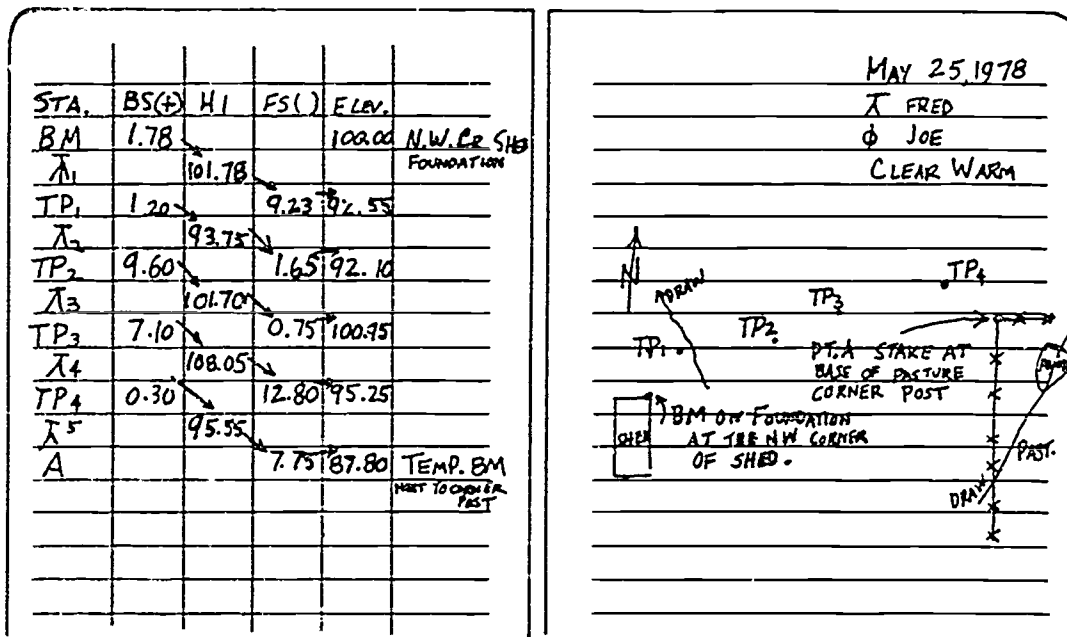 STA. BS(+) HI FS( ) ELEV.
BM 1.78 100.00 N.W. CR SHED
FOUNDATION
⊼1 101.78
TP1 1.20 9.23 92.55
⊼2 93.75
TP2 9.60 1.65 92.10
⊼3 101.70
TP3 7.10 0.75 100.95
⊼4 108.05
TP4 0.30 12.80 95.25
⊼5 95.55
A 7.75 87.80 TEMP. BM
NEXT TO CORNER
POST
MAY 25, 1978
⊼ FRED
ϕ JOE
CLEAR WARM
N
DRAW
TP4
TP3
TP2
TP1
PT. A STAKE AT
BASE OF PASTURE
CORNER POST
BM ON FOUNDATION
AT THE NW CORNER
OF SHED.
SHED
PAST.
DRAW